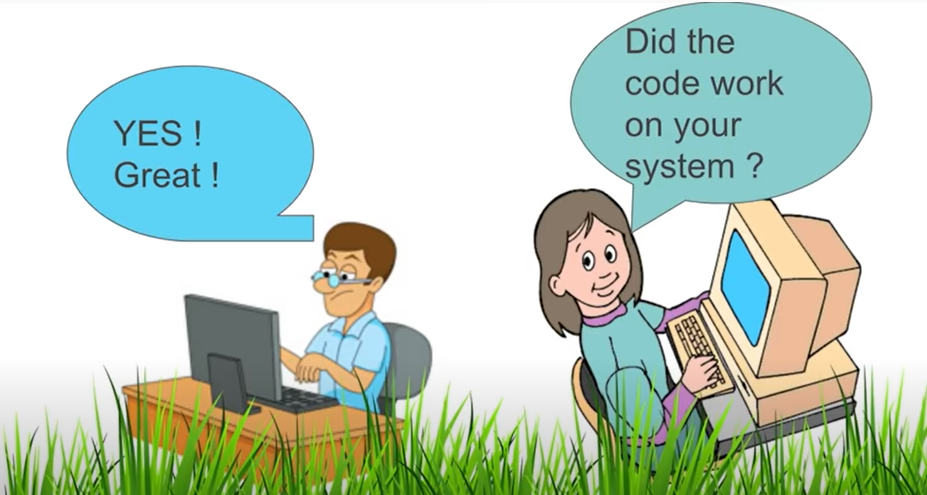 YES !
Great !
Did the
code work
on your
system ?